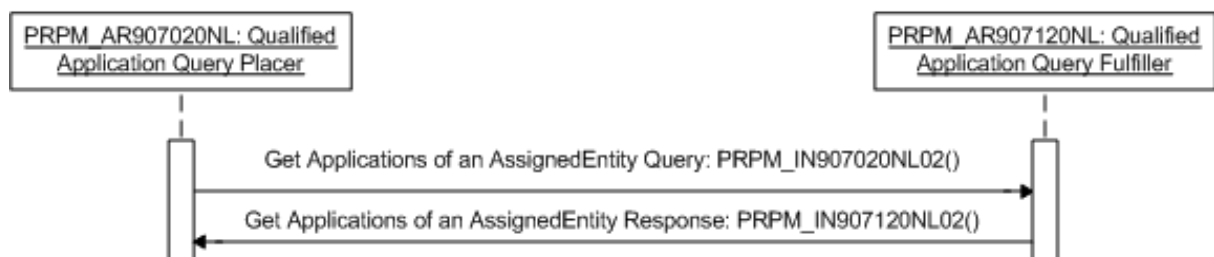 PRPM_AR907020NL: Qualified
Application Query Placer
PRPM_AR907120NL: Qualified
Application Query Fulfiller
Get Applications of an AssignedEntity Query: PRPM_IN907020NL02()
Get Applications of an AssignedEntity Response: PRPM_IN907120NL02()